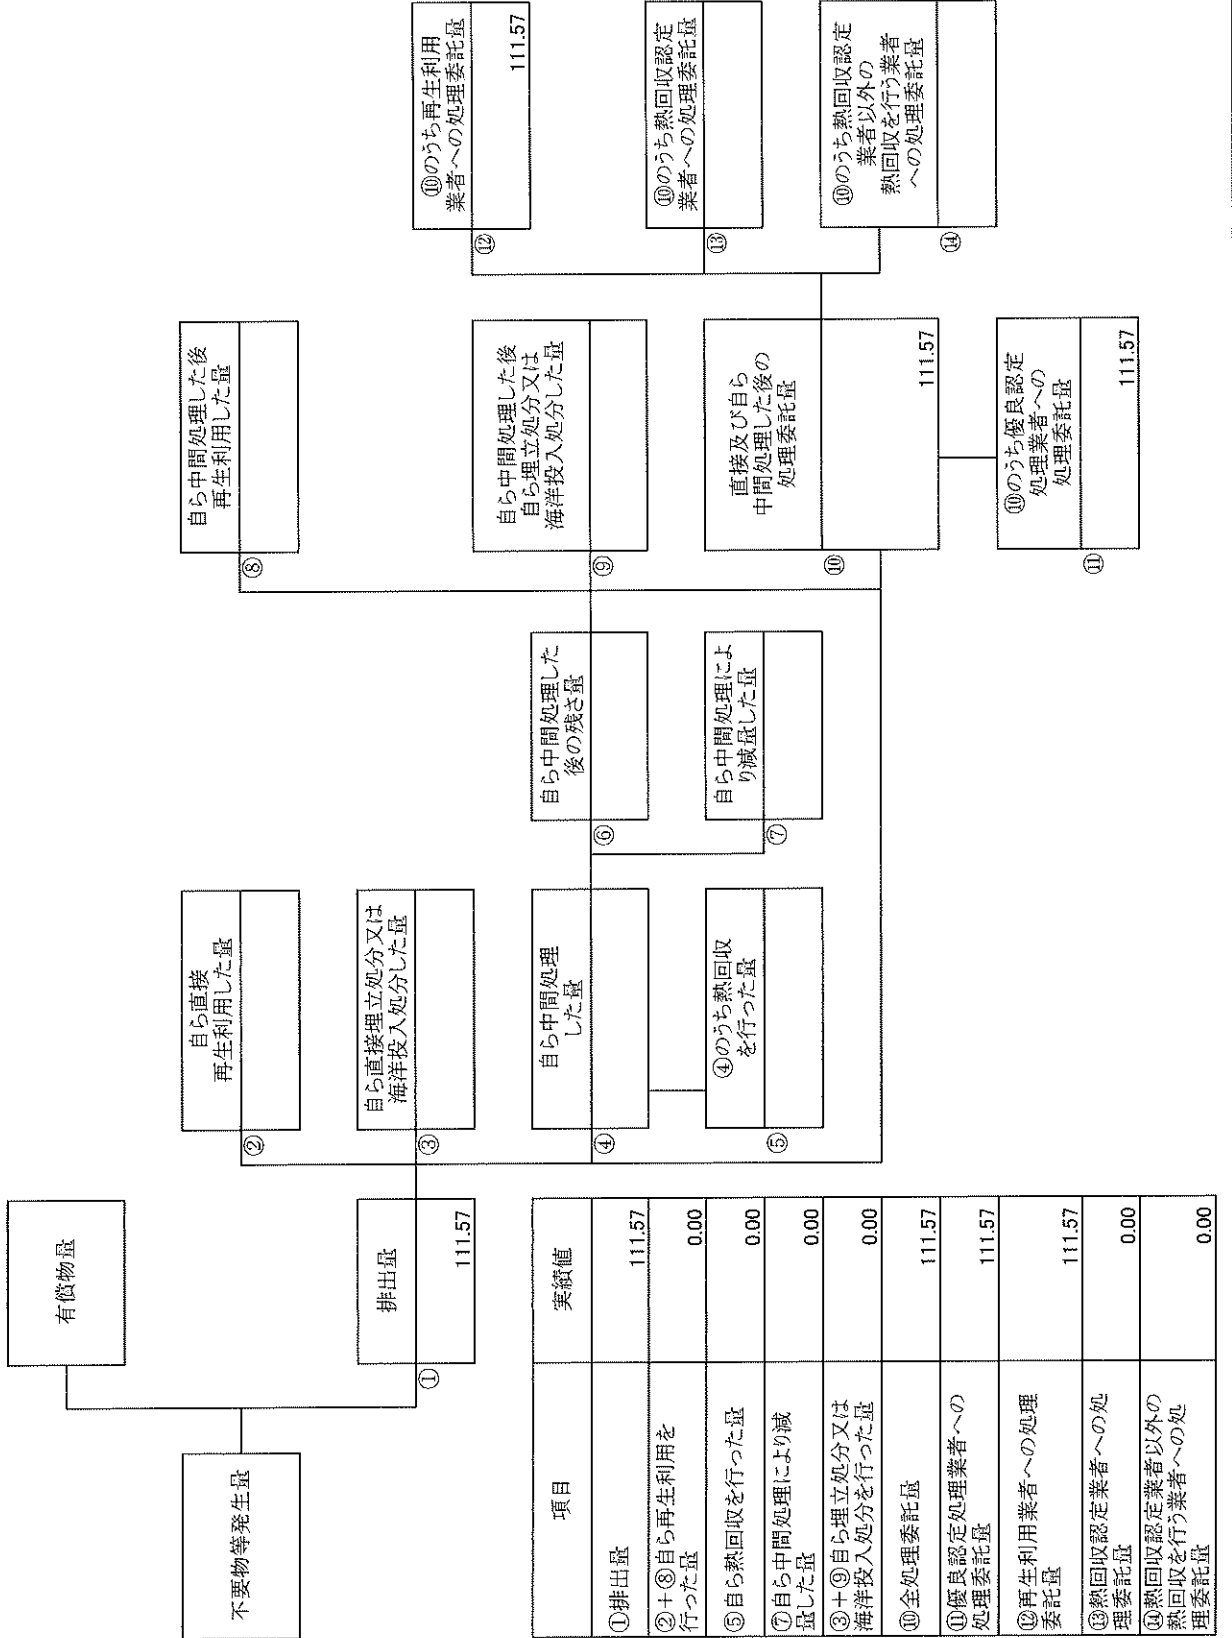 有償物量
不要物等発生量
①
排出量
111.57
②
自ら直接
再生利用した量
③
自ら直接埋立処分又は
海洋投入処分した量
④
自ら中間処理
した量
⑤
④のうち熱回収
を行った量
⑥
自ら中間処理した
後の残さ量
⑦
自ら中間処理によ
り減量した量
⑧
自ら中間処理した後
再生利用した量
⑨
自ら中間処理した後
自ら埋立処分又は
海洋投入処分した量
⑩
直接及び自ら
中間処理した後の
処理委託量
111.57
⑪
⑩のうち優良認定
処理業者への
処理委託量
111.57
⑫
⑩のうち再生利用
業者への処理委託量
111.57
⑬
⑩のうち熱回収認定
業者への処理委託量
⑭
⑩のうち熱回収認定
業者以外の
熱回収を行う業者
への処理委託量
項目 実績値
①排出量 111.57
②+⑧自ら再生利用を
行った量 0.00
⑤自ら熱回収を行った量 0.00
⑦自ら中間処理により減
量した量 0.00
③+⑨自ら埋立処分又は
海洋投入処分を行った量 0.00
⑩全処理委託量 111.57
⑪優良認定処理業者への
処理委託量 111.57
⑫再生利用業者への処理
委託量 111.57
⑬熱回収認定業者への処
理委託量 0.00
⑭熱回収認定業者以外の
熱回収を行う業者への処
理委託量 0.00